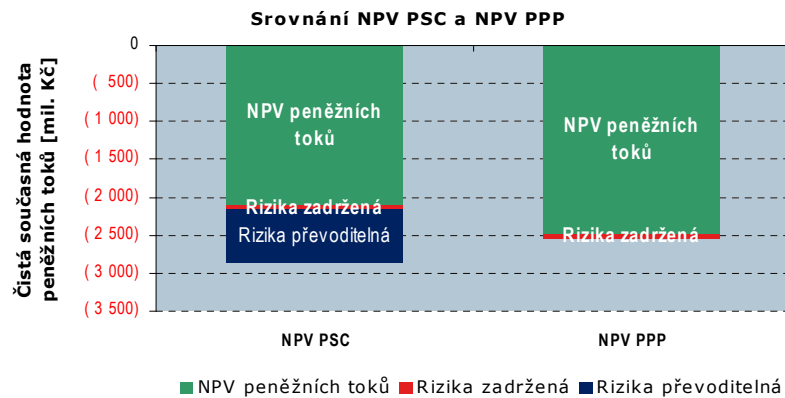 Srovnání NPV PSC a NPV PPP
Čistá současná hodnota
peněžních toků [mil. Kč]
0
( 500)
(1 000)
(1 500)
(2 000)
(2 500)
(3 000)
(3 500)
NPV peněžních
toků
Rizika zadržená
Rizika převoditelná
NPV peněžních
toků
Rizika zadržená
NPV PSC
NPV PPP
NPV peněžních toků
Rizika zadržená
Rizika převoditelná